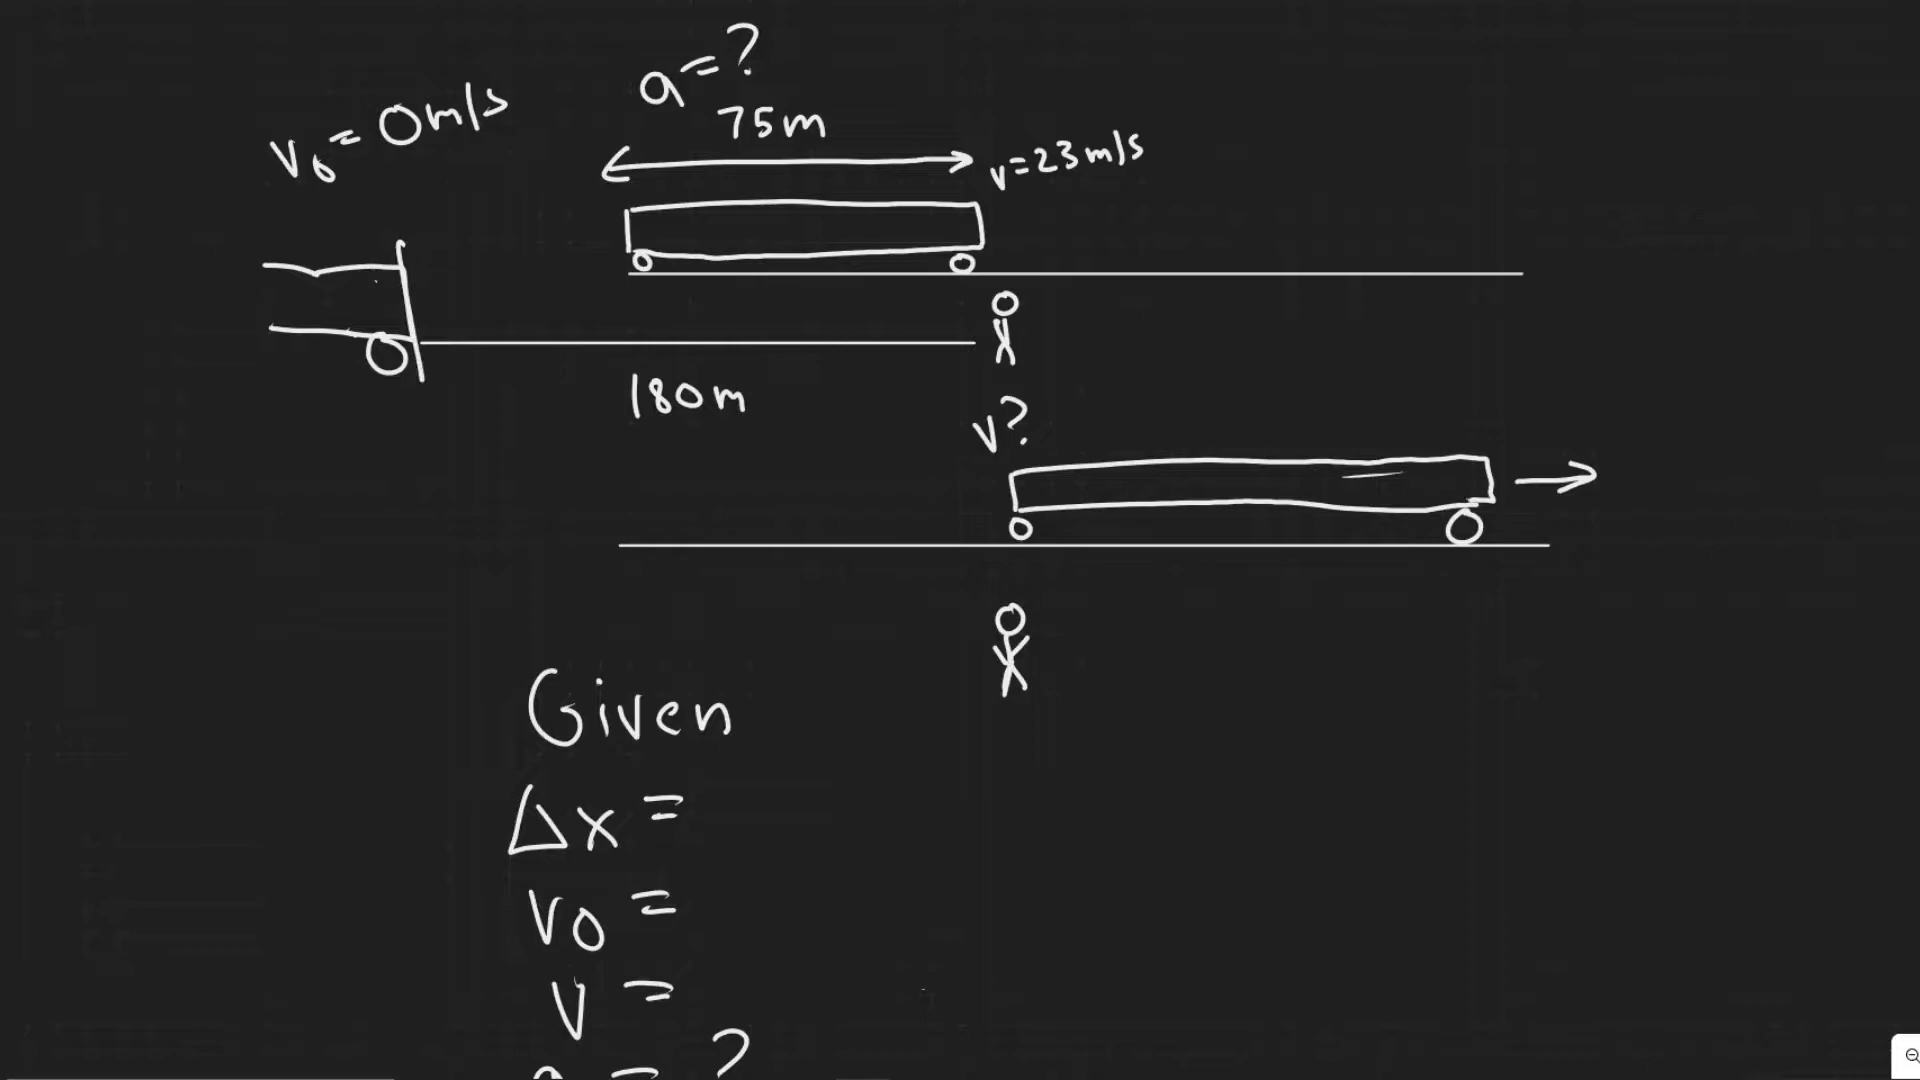 a=?
v₀=0m/s
75m
v=23m/s
180m
v?
Given
Δx=
v₀=
v=
a=?